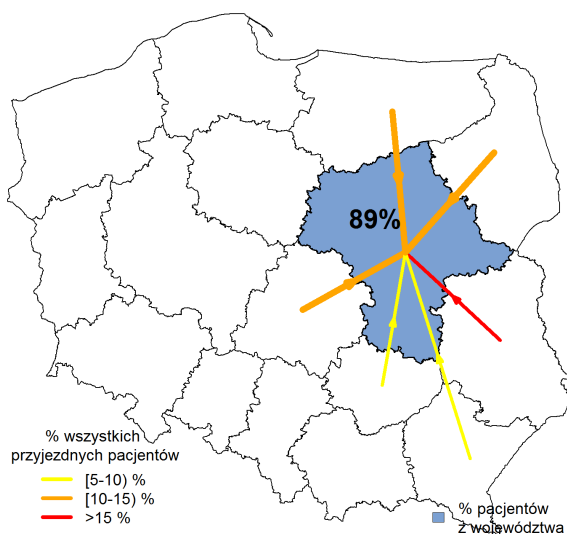 89%
% wszystkich
przyjezdnych pacjentów
[5-10) %
[10-15) %
>15 %
% pacjentów
z województwa